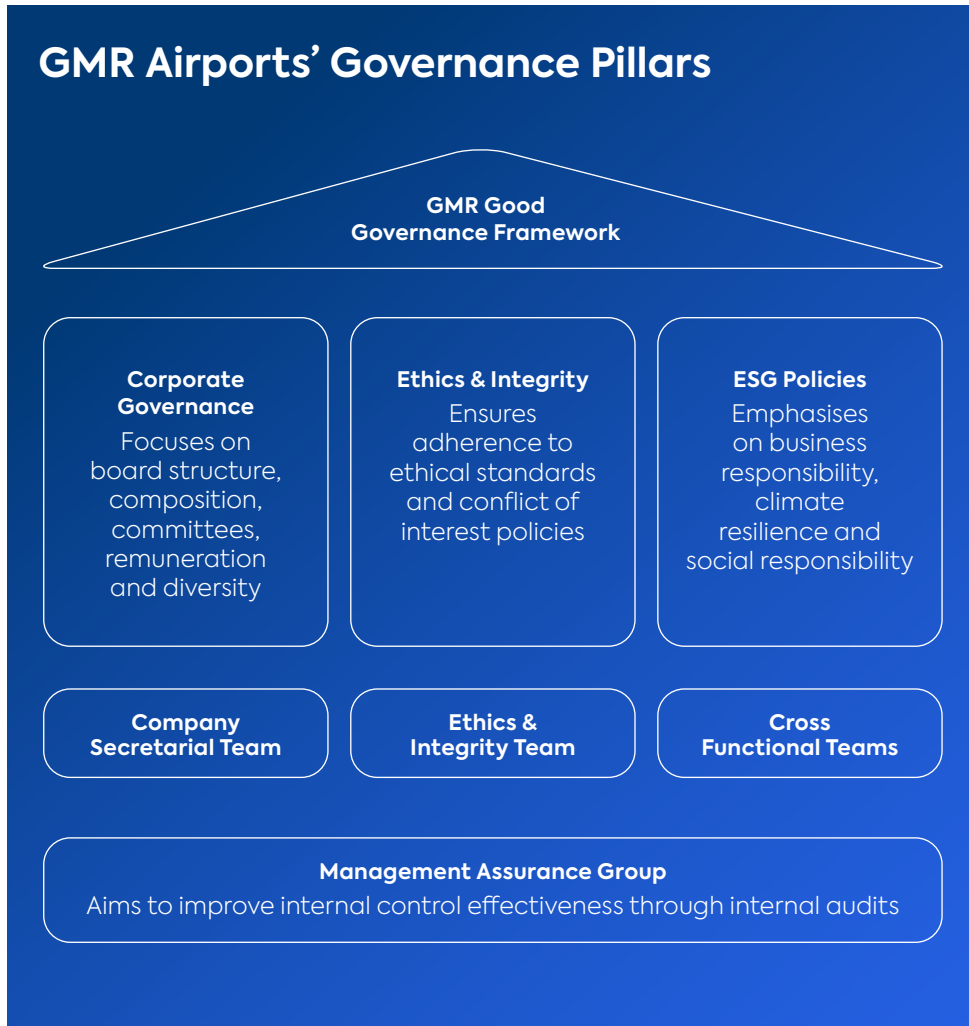 GMR Airports’ Governance Pillars
GMR Good
Governance Framework
Corporate
Governance
Focuses on
board structure,
composition,
committees,
remuneration
and diversity
Ethics & Integrity
Ensures
adherence to
ethical standards
and conflict of
interest policies
ESG Policies
Emphasises
on business
responsibility,
climate
resilience and
social responsibility
Company
Secretarial Team
Ethics &
Integrity Team
Cross
Functional Teams
Management Assurance Group
Aims to improve internal control effectiveness through internal audits